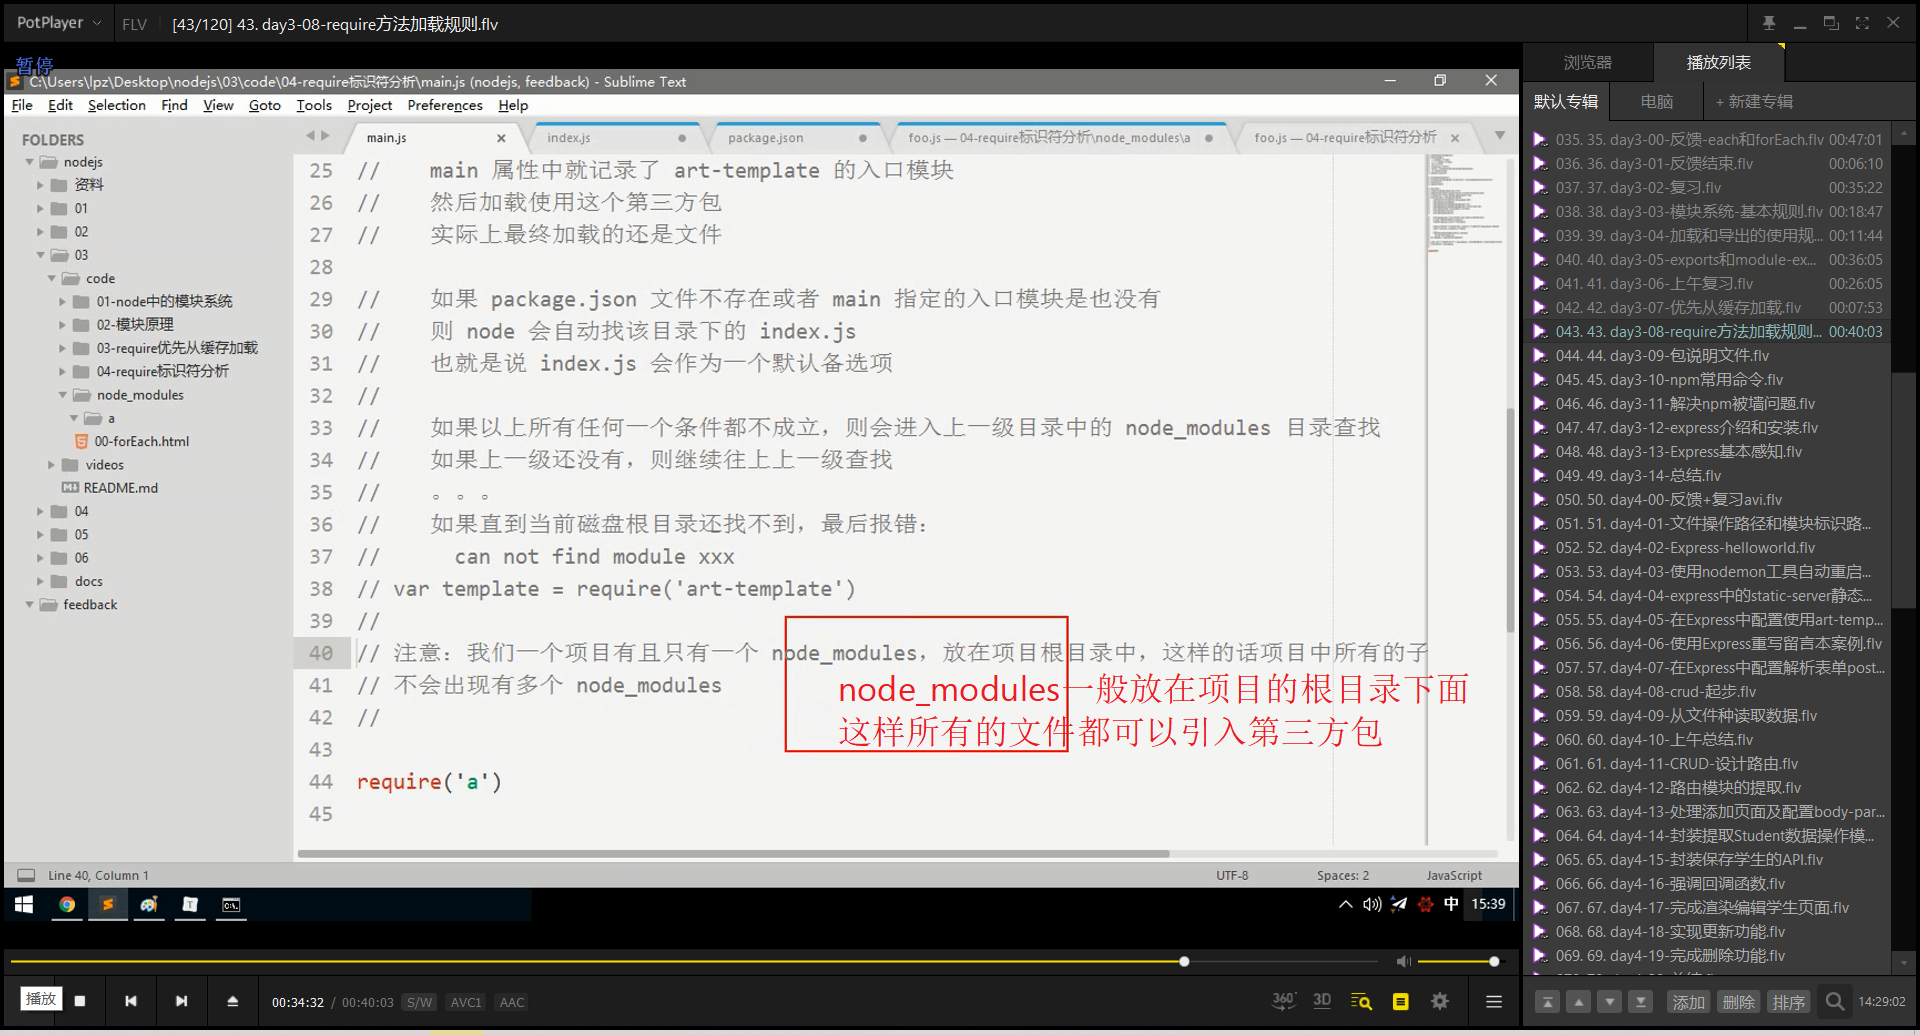 PotPlayer FLV [43/120] 43. day3-08-require方法加载规则.flv
暂停
C:\Users\lpz\Desktop\nodejs\03\code\04-require标识符分析\main.js (nodejs, feedback) - Sublime Text
File Edit Selection Find View Goto Tools Project Preferences Help
FOLDERS
nodejs
资料
01
02
03
code
01-node中的模块系统
02-模块原理
03-require优先从缓存加载
04-require标识符分析
node_modules
a
00-forEach.html
videos
README.md
04
05
06
docs
feedback
main.js index.js package.json foo.js — 04-require标识符分析\node_modules\a foo.js — 04-require标识符分析
25 // main 属性中就记录了 art-template 的入口模块
26 // 然后加载使用这个第三方包
27 // 实际上最终加载的还是文件
28
29 // 如果 package.json 文件不存在或者 main 指定的入口模块是也没有
30 // 则 node 会自动找该目录下的 index.js
31 // 也就是说 index.js 会作为一个默认备选项
32 //
33 // 如果以上所有任何一个条件都不成立，则会进入上一级目录中的 node_modules 目录查找
34 // 如果上一级还没有，则继续往上上一级查找
35 // 。。。
36 // 如果直到当前磁盘根目录还找不到，最后报错：
37 // can not find module xxx
38 // var template = require('art-template')
39 //
40 // 注意：我们一个项目有且只有一个 node_modules，放在项目根目录中，这样的话项目中所有的子
41 // 不会出现有多个 node_modules
42 //
43
44 require('a')
45
node_modules一般放在项目的根目录下面
这样所有的文件都可以引入第三方包
Line 40, Column 1 UTF-8 Spaces: 2 JavaScript
中 15:39
播放 00:34:32 / 00:40:03 S/W AVC1 AAC 360° 3D
浏览器 播放列表
默认专辑 电脑 + 新建专辑
035. 35. day3-00-反馈-each和forEach.flv 00:47:01
036. 36. day3-01-反馈结束.flv 00:06:10
037. 37. day3-02-复习.flv 00:35:22
038. 38. day3-03-模块系统-基本规则.flv 00:18:47
039. 39. day3-04-加载和导出的使用规... 00:11:44
040. 40. day3-05-exports和module-ex... 00:36:05
041. 41. day3-06-上午复习.flv 00:26:05
042. 42. day3-07-优先从缓存加载.flv 00:07:53
043. 43. day3-08-require方法加载规则... 00:40:03
044. 44. day3-09-包说明文件.flv
045. 45. day3-10-npm常用命令.flv
046. 46. day3-11-解决npm被墙问题.flv
047. 47. day3-12-express介绍和安装.flv
048. 48. day3-13-Express基本感知.flv
049. 49. day3-14-总结.flv
050. 50. day4-00-反馈+复习avi.flv
051. 51. day4-01-文件操作路径和模块标识路...
052. 52. day4-02-Express-helloworld.flv
053. 53. day4-03-使用nodemon工具自动重启...
054. 54. day4-04-express中的static-server静态...
055. 55. day4-05-在Express中配置使用art-temp...
056. 56. day4-06-使用Express重写留言本案例.flv
057. 57. day4-07-在Express中配置解析表单post...
058. 58. day4-08-crud-起步.flv
059. 59. day4-09-从文件种读取数据.flv
060. 60. day4-10-上午总结.flv
061. 61. day4-11-CRUD-设计路由.flv
062. 62. day4-12-路由模块的提取.flv
063. 63. day4-13-处理添加页面及配置body-par...
064. 64. day4-14-封装提取Student数据操作模...
065. 65. day4-15-封装保存学生的API.flv
066. 66. day4-16-强调回调函数.flv
067. 67. day4-17-完成渲染编辑学生页面.flv
068. 68. day4-18-实现更新功能.flv
069. 69. day4-19-完成删除功能.flv
添加 删除 排序 14:29:02